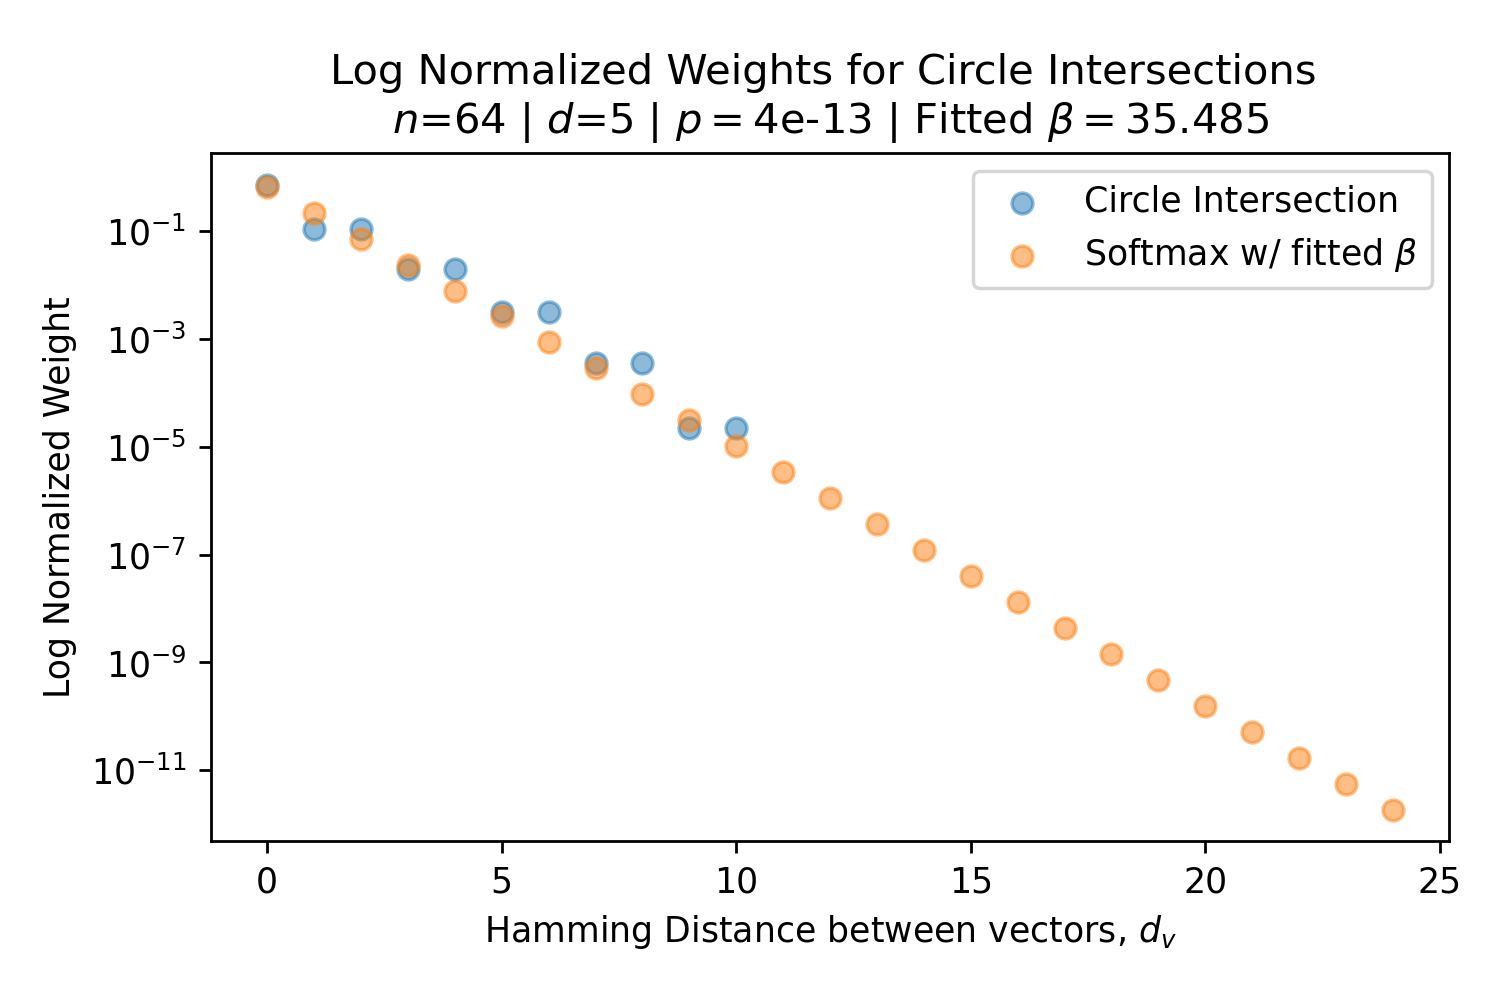 Log Normalized Weights for Circle Intersections
n=64 | d=5 | p = 4e-13 | Fitted β = 35.485
Circle Intersection
Softmax w/ fitted β
Log Normalized Weight
10⁻¹
10⁻³
10⁻⁵
10⁻⁷
10⁻⁹
10⁻¹¹
0 5 10 15 20 25
Hamming Distance between vectors, dᵥ